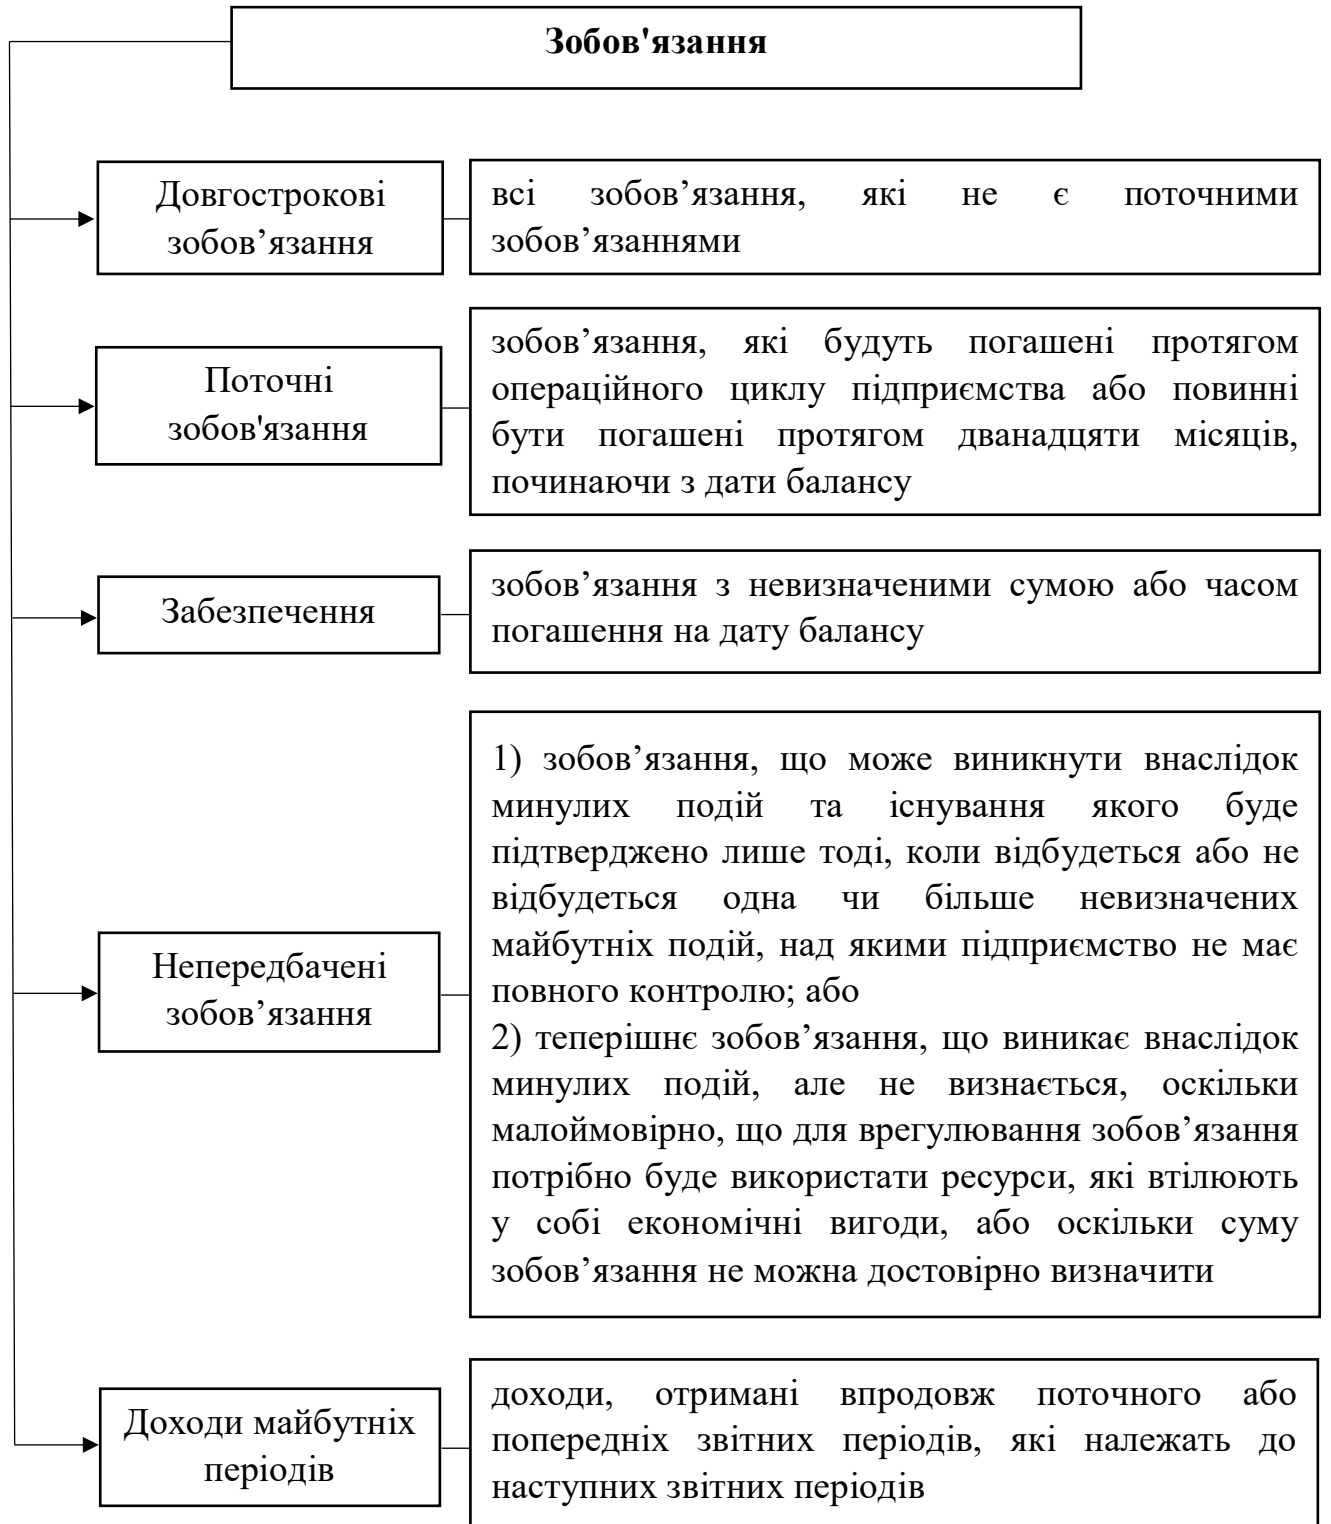 Зобов'язання
Довгострокові
зобов’язання
всі зобов’язання, які не є поточними
зобов’язаннями
Поточні
зобов'язання
зобов’язання, які будуть погашені протягом
операційного циклу підприємства або повинні
бути погашені протягом дванадцяти місяців,
починаючи з дати балансу
Забезпечення
зобов’язання з невизначеними сумою або часом
погашення на дату балансу
Непередбачені
зобов’язання
1) зобов’язання, що може виникнути внаслідок
минулих подій та існування якого буде
підтверджено лише тоді, коли відбудеться або не
відбудеться одна чи більше невизначених
майбутніх подій, над якими підприємство не має
повного контролю; або
2) теперішнє зобов’язання, що виникає внаслідок
минулих подій, але не визнається, оскільки
малоймовірно, що для врегулювання зобов’язання
потрібно буде використати ресурси, які втілюють
у собі економічні вигоди, або оскільки суму
зобов’язання не можна достовірно визначити
Доходи майбутніх
періодів
доходи, отримані впродовж поточного або
попередніх звітних періодів, які належать до
наступних звітних періодів